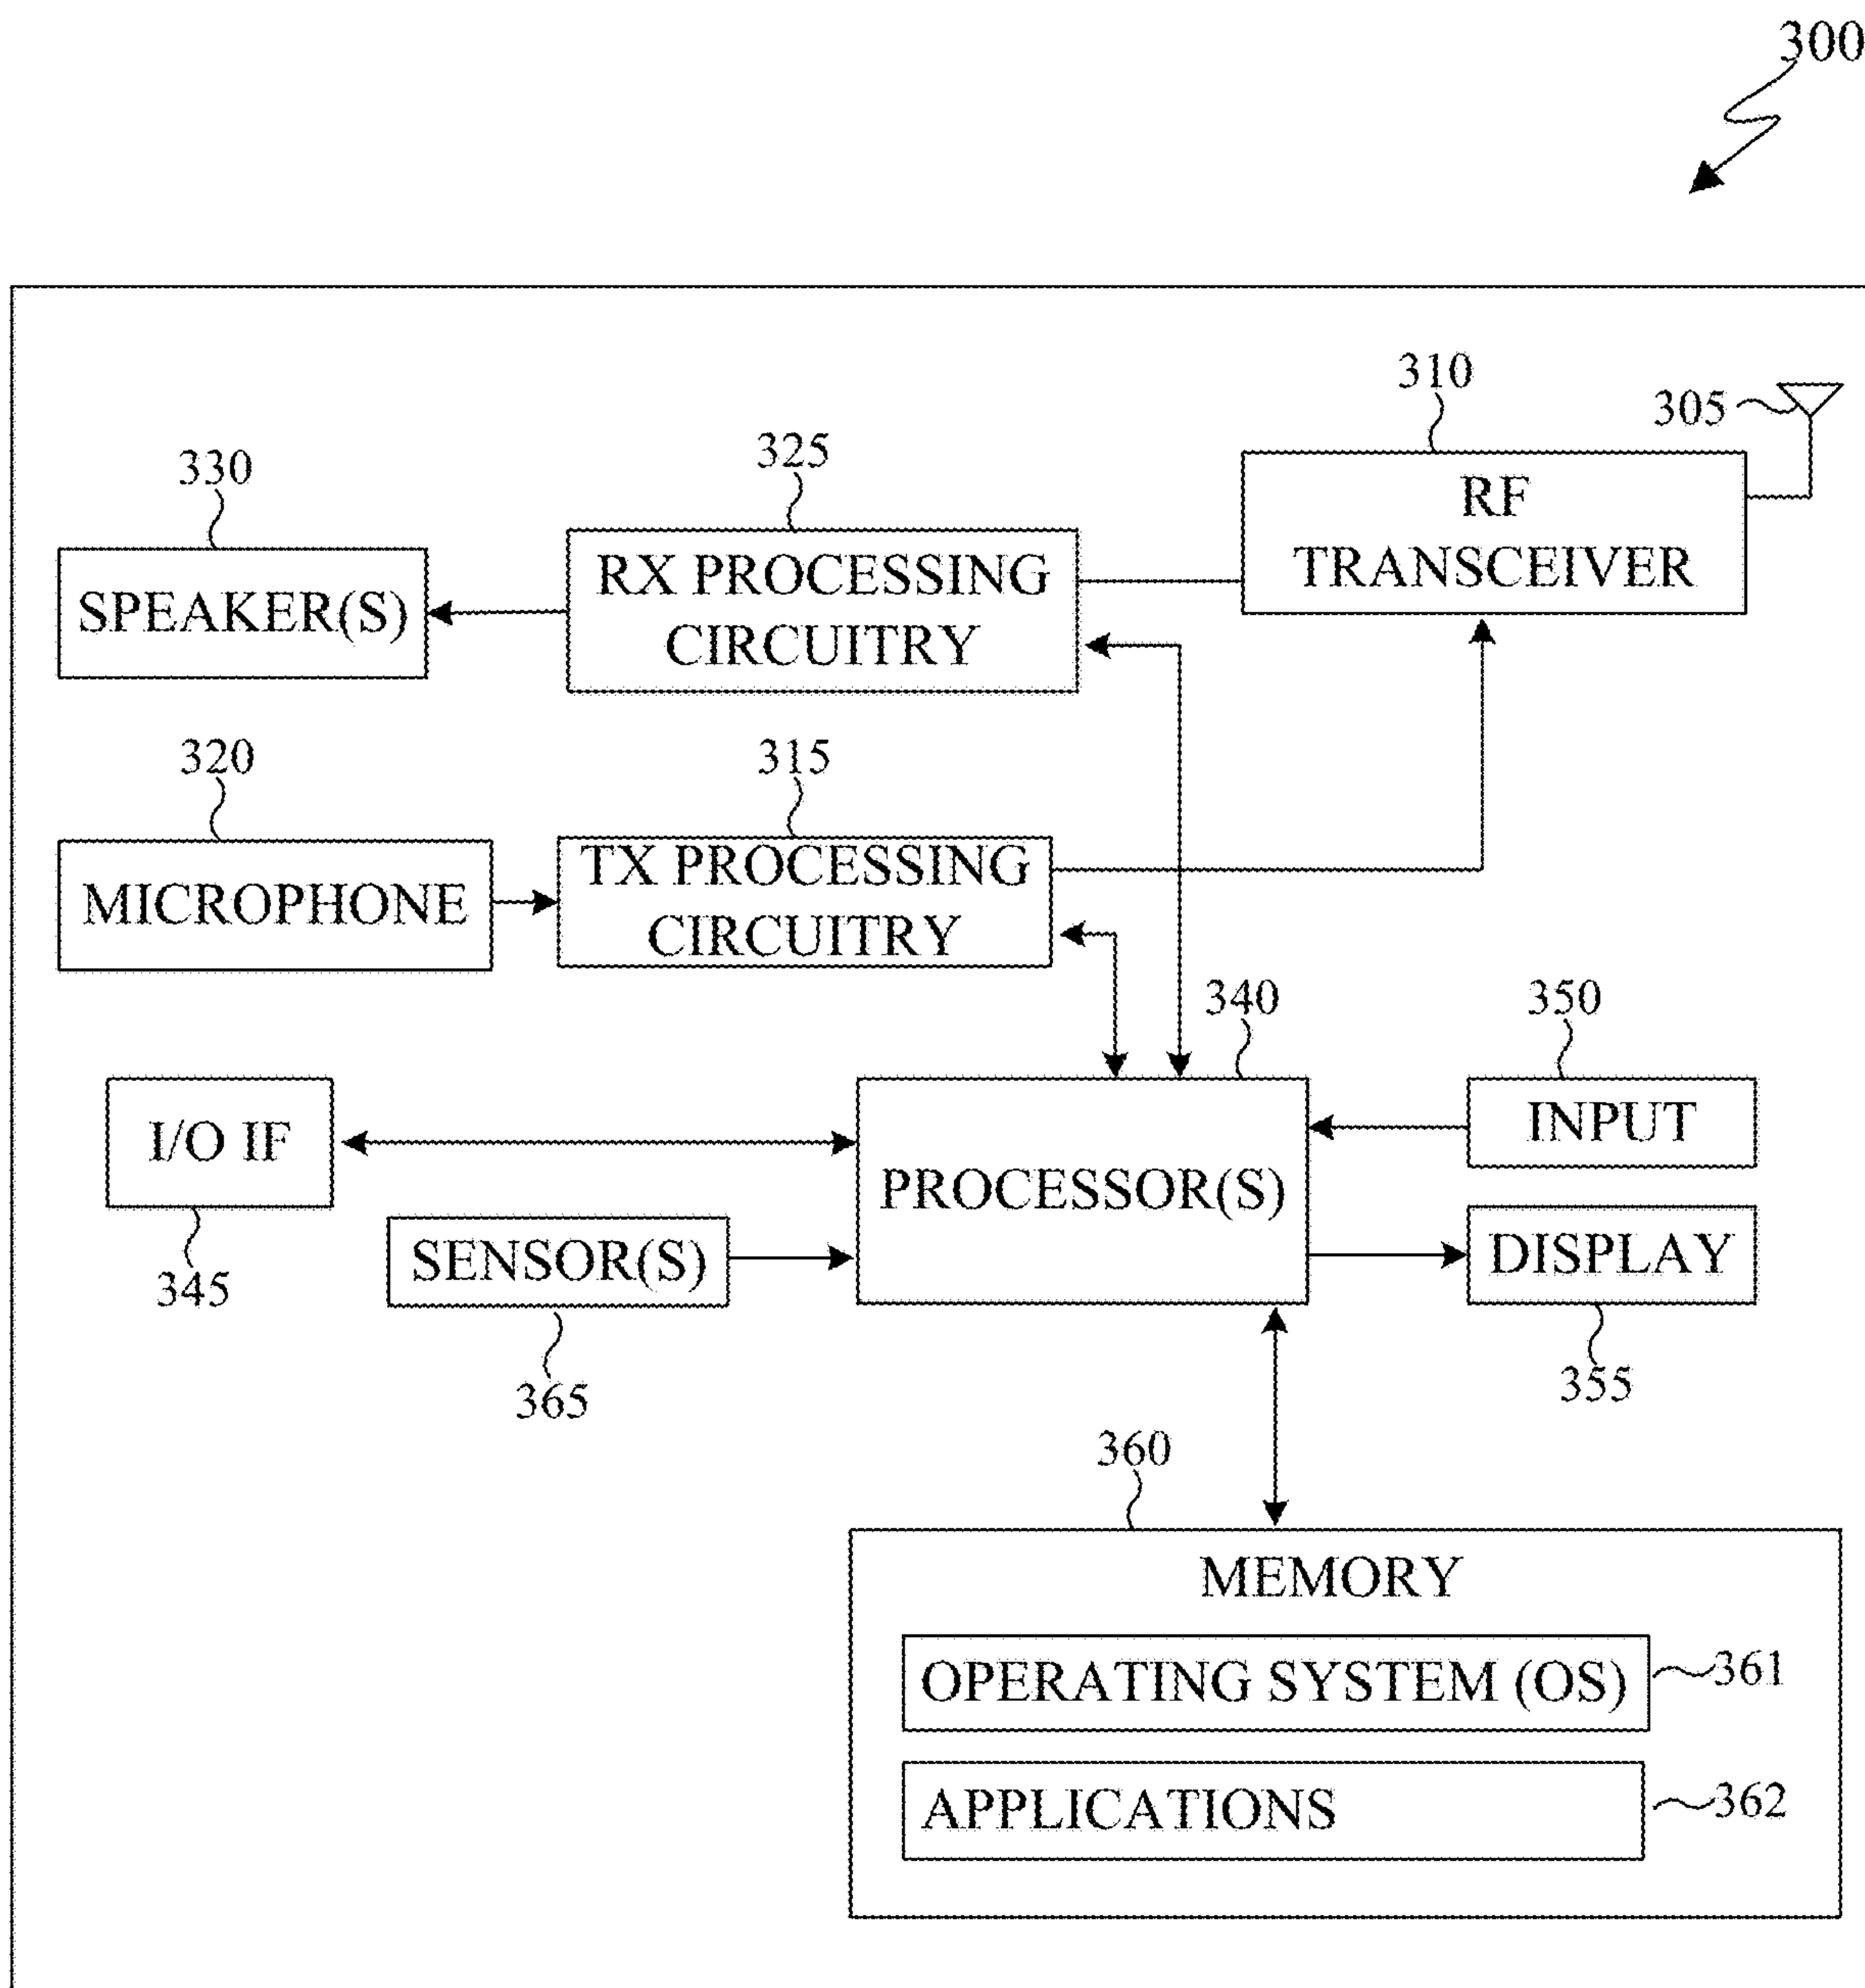 300
310
305
330
325
RF
TRANSCEIVER
SPEAKER(S)
RX PROCESSING
CIRCUITRY
320
315
MICROPHONE
TX PROCESSING
CIRCUITRY
340
350
I/O IF
PROCESSOR(S)
INPUT
345
SENSOR(S)
DISPLAY
365
355
360
MEMORY
OPERATING SYSTEM (OS)
361
APPLICATIONS
362